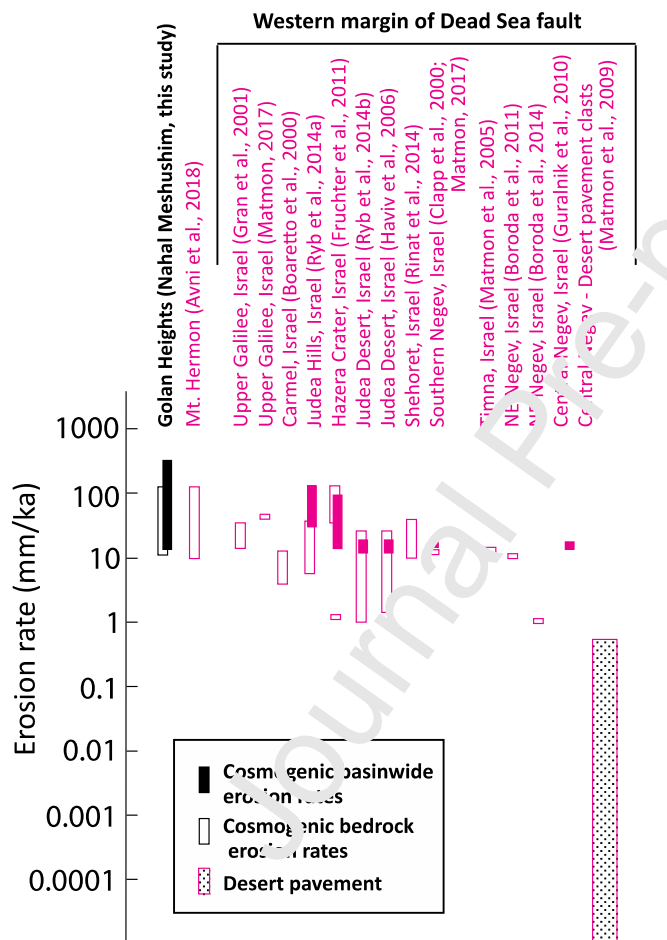 Western margin of Dead Sea fault
Golan Heights (Nahal Meshushim, this study)
Mt. Hermon (Avni et al., 2018)
Upper Galilee, Israel (Gran et al., 2001)
Upper Galilee, Israel (Matmon, 2017)
Carmel, Israel (Boaretto et al., 2000)
Judea Hills, Israel (Ryb et al., 2014a)
Hazera Crater, Israel (Fruchter et al., 2011)
Judea Desert, Israel (Ryb et al., 2014b)
Judea Desert, Israel (Haviv et al., 2006)
Shehoret, Israel (Rinat et al., 2014)
Southern Negev, Israel (Clapp et al., 2000;
Matmon, 2017)
Timna, Israel (Matmon et al., 2005)
NE Negev, Israel (Boroda et al., 2011)
NE Negev, Israel (Boroda et al., 2014)
Central Negev, Israel (Guralnik et al., 2010)
Central Negev - Desert pavement clasts
(Matmon et al., 2009)
Erosion rate (mm/ka)
1000
100
10
1
0.1
0.01
0.001
0.0001
Cosmogenic basinwide
erosion rates
Cosmogenic bedrock
erosion rates
Desert pavement
Journal Pre-